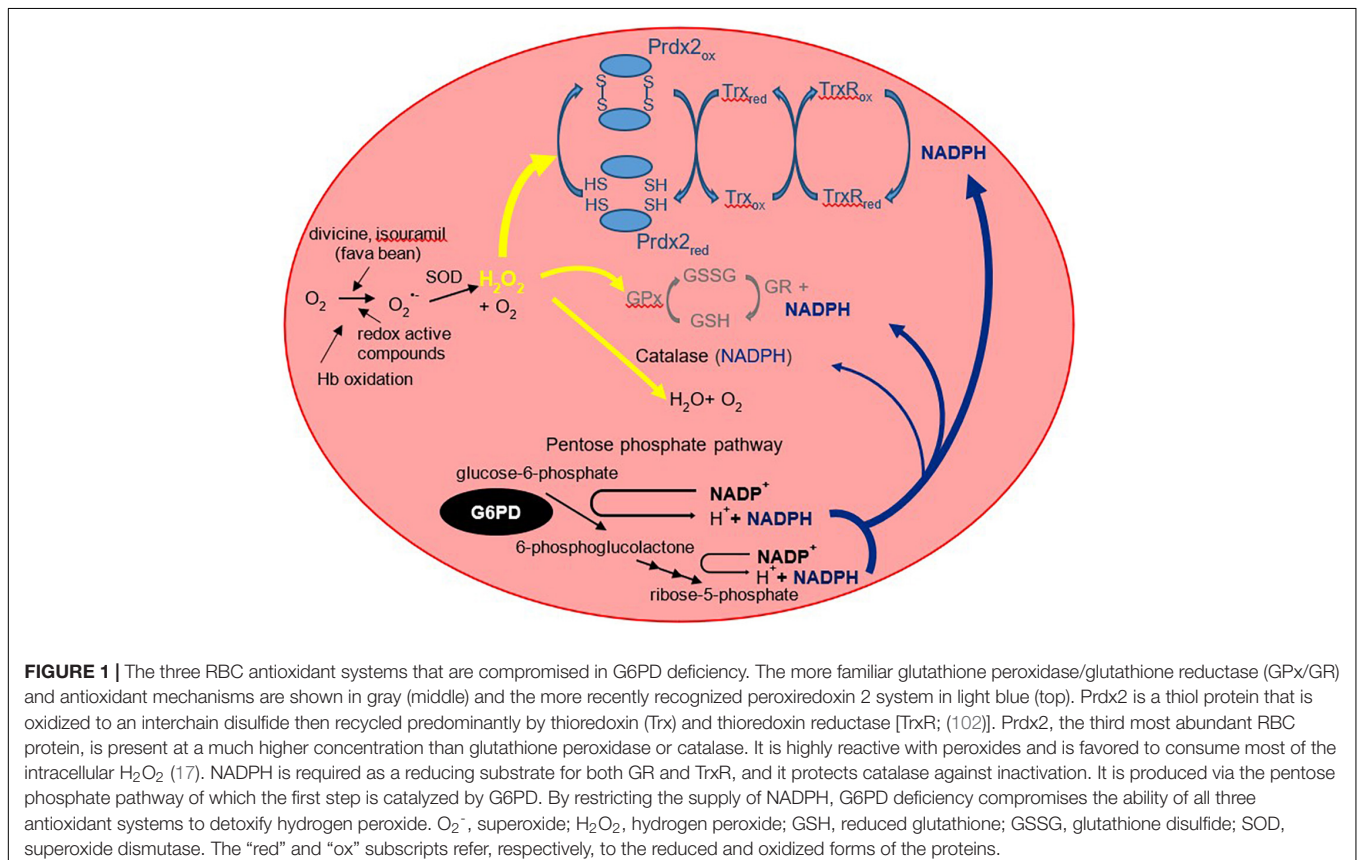 Prdx2ox
S S
S S
HS SH
HS SH
Prdx2red
Trxred
Trxox
TrxRox
TrxRred
NADPH
divicine, isouramil
(fava bean)
SOD
H2O2
+ O2
O2
O2•-
redox active
compounds
Hb oxidation
GPx
GSSG
GSH
GR +
NADPH
Catalase (NADPH)
H2O+ O2
Pentose phosphate pathway
glucose-6-phosphate
G6PD
NADP+
H+ + NADPH
6-phosphoglucolactone
NADP+
H+ + NADPH
ribose-5-phosphate
FIGURE 1 | The three RBC antioxidant systems that are compromised in G6PD deficiency. The more familiar glutathione peroxidase/glutathione reductase (GPx/GR)
and antioxidant mechanisms are shown in gray (middle) and the more recently recognized peroxiredoxin 2 system in light blue (top). Prdx2 is a thiol protein that is
oxidized to an interchain disulfide then recycled predominantly by thioredoxin (Trx) and thioredoxin reductase [TrxR; (102)]. Prdx2, the third most abundant RBC
protein, is present at a much higher concentration than glutathione peroxidase or catalase. It is highly reactive with peroxides and is favored to consume most of the
intracellular H2O2 (17). NADPH is required as a reducing substrate for both GR and TrxR, and it protects catalase against inactivation. It is produced via the pentose
phosphate pathway of which the first step is catalyzed by G6PD. By restricting the supply of NADPH, G6PD deficiency compromises the ability of all three
antioxidant systems to detoxify hydrogen peroxide. O2-, superoxide; H2O2, hydrogen peroxide; GSH, reduced glutathione; GSSG, glutathione disulfide; SOD,
superoxide dismutase. The “red” and “ox” subscripts refer, respectively, to the reduced and oxidized forms of the proteins.